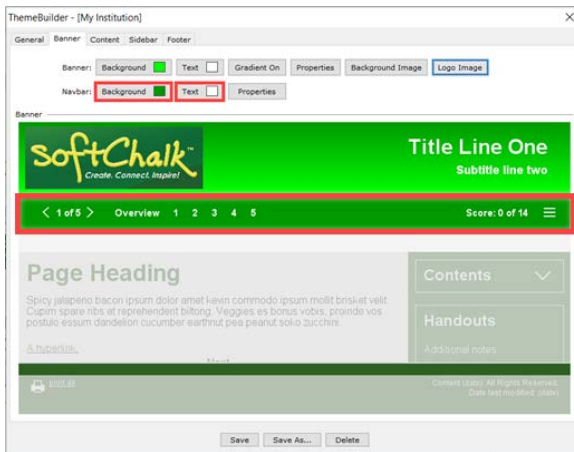 ThemeBuilder - [My Institution]
General Banner Content Sidebar Footer
Banner: Background Text Gradient On Properties Background Image Logo Image
Navbar: Background Text Properties
Banner
SoftChalk™
Create. Connect. Inspire!
Title Line One
Subtitle line two
< 1 of 5 > Overview 1 2 3 4 5 Score: 0 of 14
Page Heading
Spicy jalapeno bacon ipsum dolor amet kevin commodo ipsum mollit brisket velit.
Cupim spare ribs et reprehenderit biltong. Veggies es bonus vobis, proinde vos
postulo essum dandelion cucumber earthnut pea peanut soko zucchini.
A hyperlink.
Next
Contents
Handouts
Additional notes
print all
Content (date). All Rights Reserved.
Date last modified: (date)
Save Save As... Delete